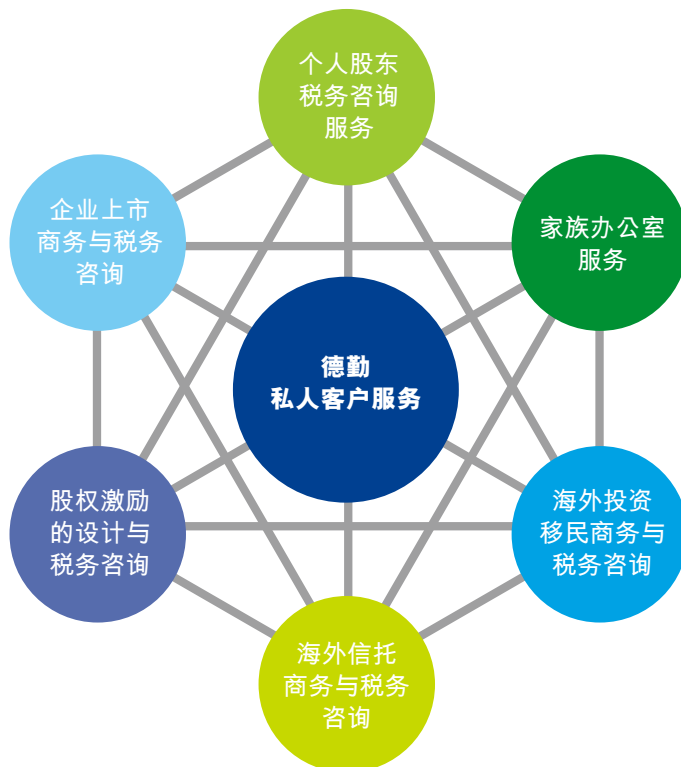 个人股东
税务咨询
服务
企业上市
商务与税务
咨询
家族办公室
服务
德勤
私人客户服务
股权激励
的设计与
税务咨询
海外投资
移民商务与
税务咨询
海外信托
商务与税务
咨询